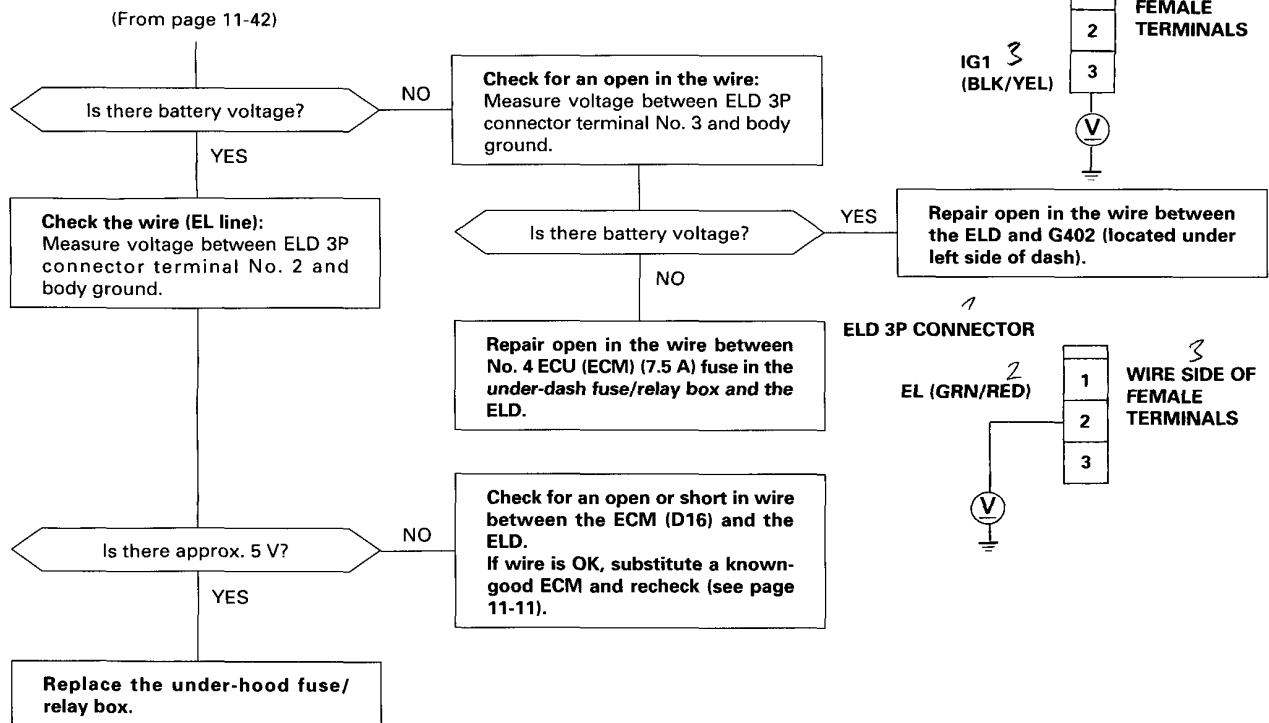 (From page 11-42)
Is there battery voltage?
NO
YES
Check for an open in the wire:
Measure voltage between ELD 3P
connector terminal No. 3 and body
ground.
FEMALE
TERMINALS
2
3
IG1 3
(BLK/YEL)
V
Check the wire (EL line):
Measure voltage between ELD 3P
connector terminal No. 2 and
body ground.
Is there battery voltage?
YES
NO
Repair open in the wire between
the ELD and G402 (located under
left side of dash).
Repair open in the wire between
No. 4 ECU (ECM) (7.5 A) fuse in the
under-dash fuse/relay box and the
ELD.
1
ELD 3P CONNECTOR
2
EL (GRN/RED)
1
2
3
3
WIRE SIDE OF
FEMALE
TERMINALS
V
Is there approx. 5 V?
NO
YES
Check for an open or short in wire
between the ECM (D16) and the
ELD.
If wire is OK, substitute a known-
good ECM and recheck (see page
11-11).
Replace the under-hood fuse/
relay box.